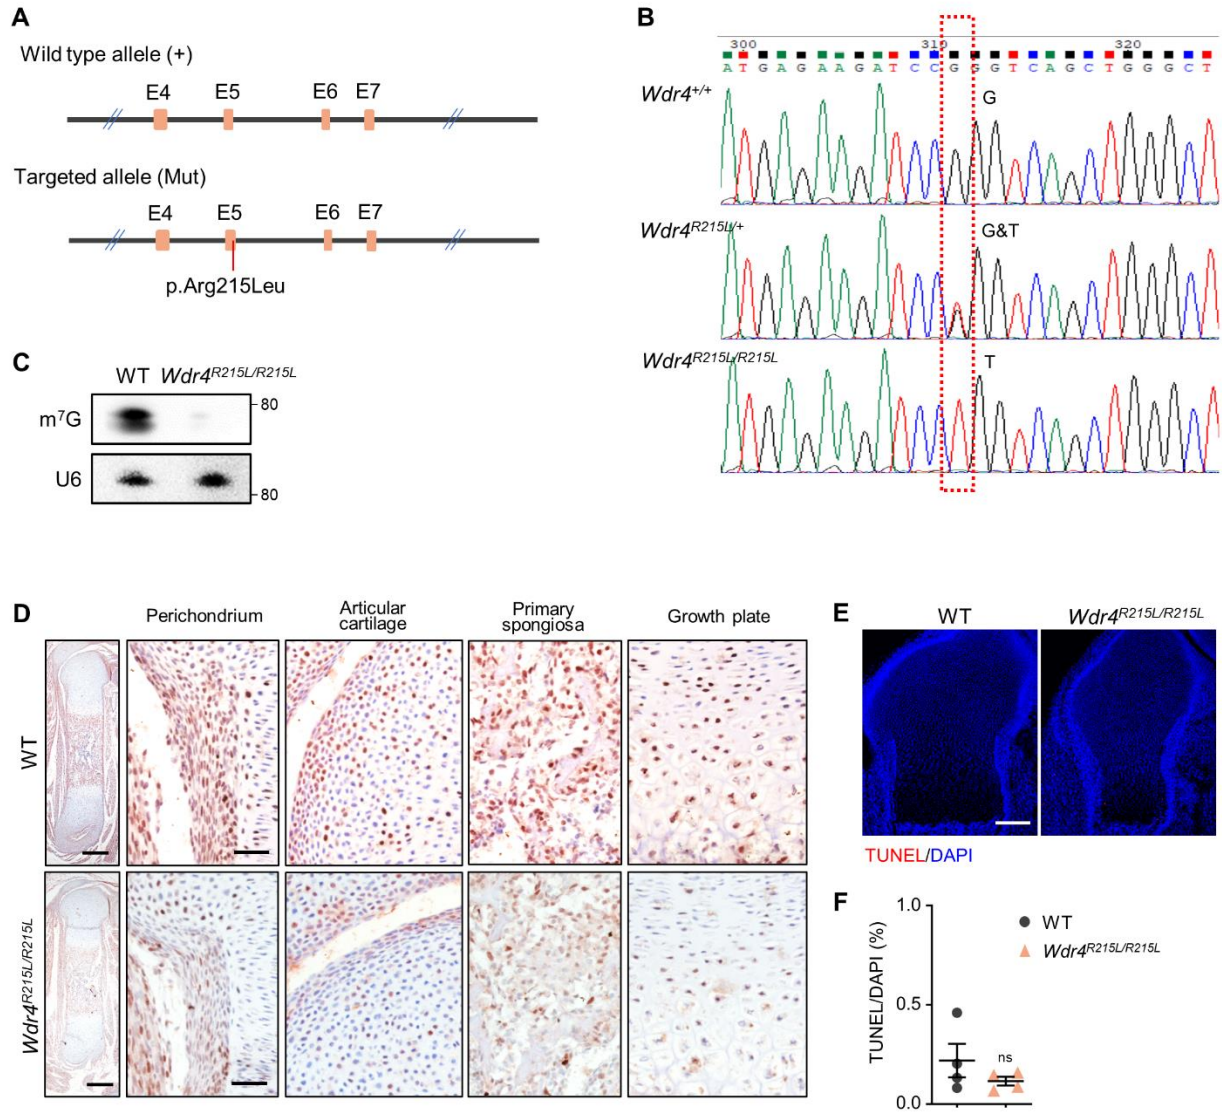 A
Wild type allele (+)
E4 E5 E6 E7
Targeted allele (Mut)
E4 E5 E6 E7
p.Arg215Leu
B
300 310 320
A T G A G A A G A T C C G G G T C A G C T G G G C T
Wdr4+/+
G
Wdr4R215L/+
G&T
Wdr4R215L/R215L
T
C
WT Wdr4R215L/R215L
m7G
80
U6
80
D
Perichondrium
Articular
cartilage
Primary
spongiosa
Growth plate
WT
Wdr4R215L/R215L
E
WT Wdr4R215L/R215L
TUNEL/DAPI
F
TUNEL/DAPI (%)
1.0
0.5
0.0
WT
Wdr4R215L/R215L
ns